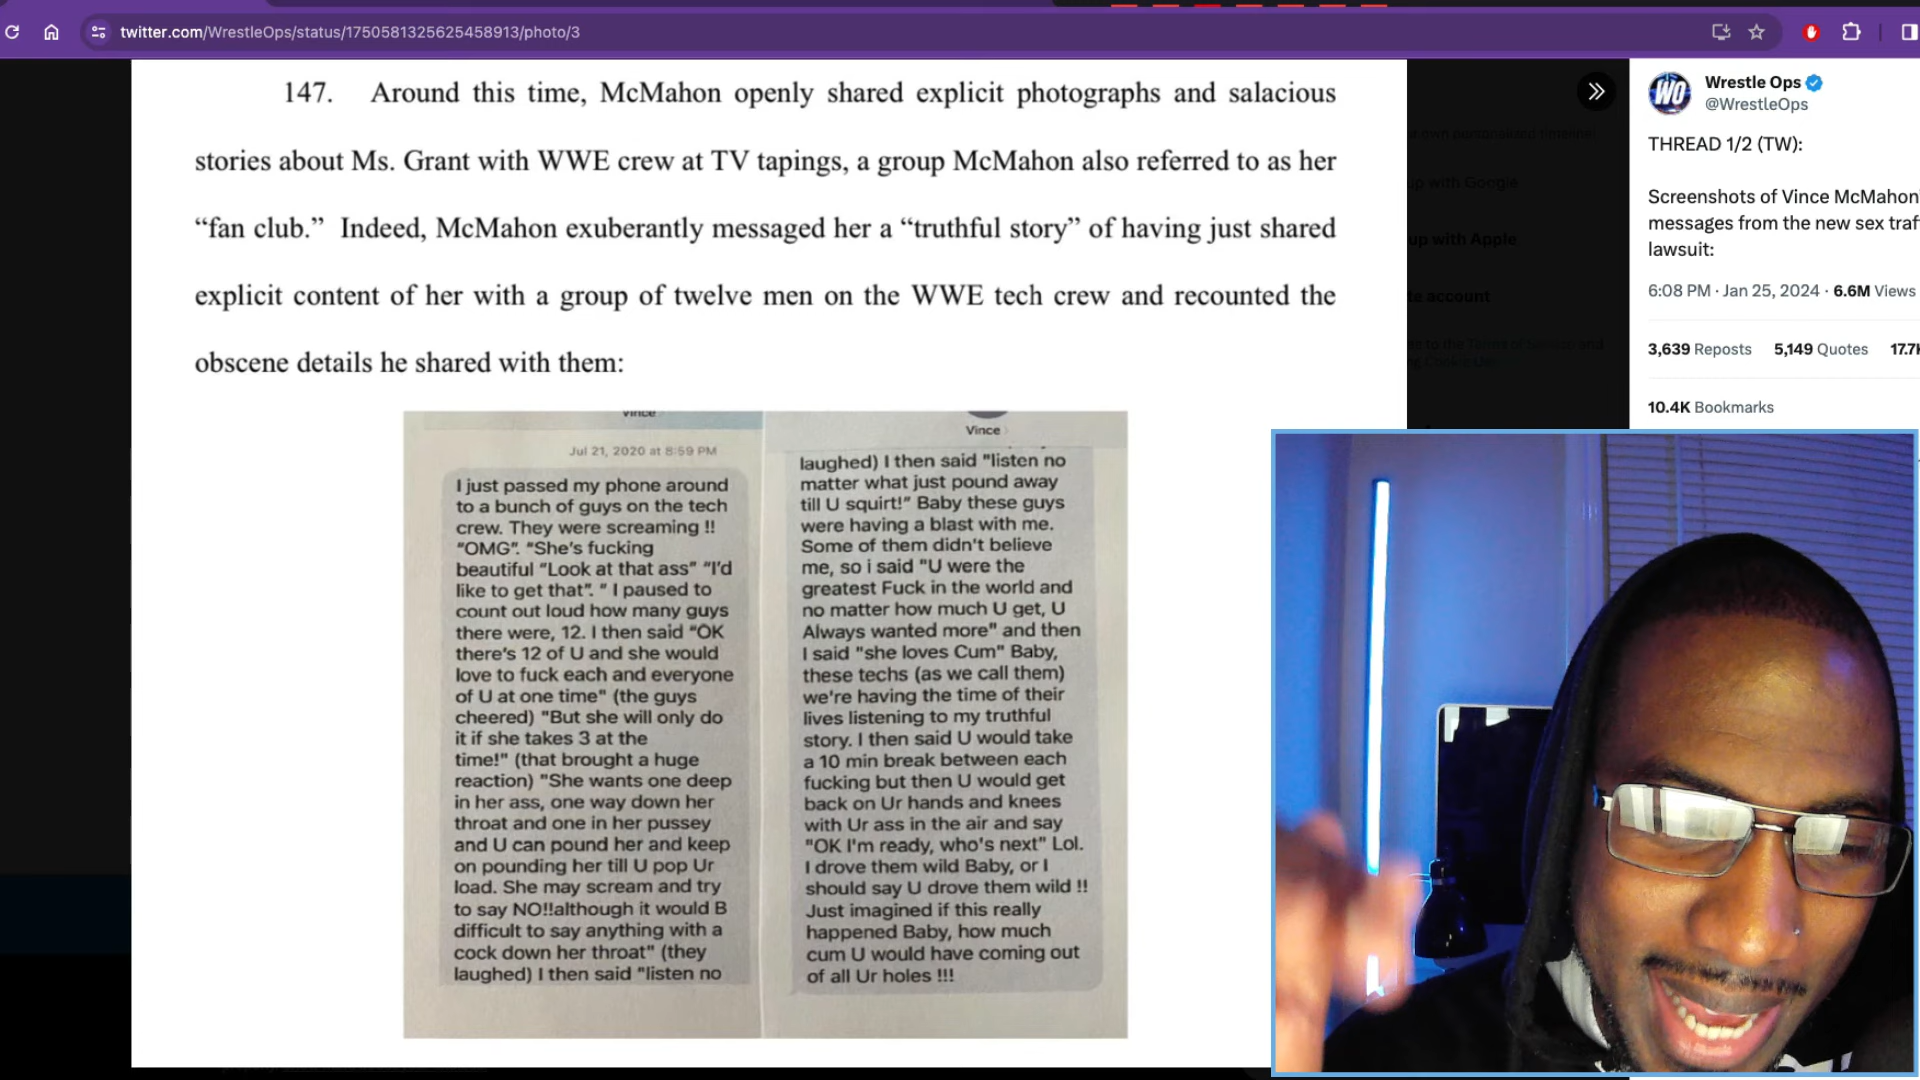 twitter.com/WrestleOps/status/1750581325625458913/photo/3
147. Around this time, McMahon openly shared explicit photographs and salacious
stories about Ms. Grant with WWE crew at TV tapings, a group McMahon also referred to as her
“fan club.” Indeed, McMahon exuberantly messaged her a “truthful story” of having just shared
explicit content of her with a group of twelve men on the WWE tech crew and recounted the
obscene details he shared with them:
Vince
Jul 21, 2020 at 8:59 PM
I just passed my phone around
to a bunch of guys on the tech
crew. They were screaming !!
"OMG". "She's fucking
beautiful "Look at that ass" "I'd
like to get that". " I paused to
count out loud how many guys
there were, 12. I then said "OK
there's 12 of U and she would
love to fuck each and everyone
of U at one time" (the guys
cheered) "But she will only do
it if she takes 3 at the
time!" (that brought a huge
reaction) "She wants one deep
in her ass, one way down her
throat and one in her pussey
and U can pound her and keep
on pounding her till U pop Ur
load. She may scream and try
to say NO!!although it would B
difficult to say anything with a
cock down her throat" (they
laughed) I then said "listen no
Vince
laughed) I then said "listen no
matter what just pound away
till U squirt!" Baby these guys
were having a blast with me.
Some of them didn't believe
me, so i said "U were the
greatest Fuck in the world and
no matter how much U get, U
Always wanted more" and then
I said "she loves Cum" Baby,
these techs (as we call them)
we're having the time of their
lives listening to my truthful
story. I then said U would take
a 10 min break between each
fucking but then U would get
back on Ur hands and knees
with Ur ass in the air and say
"OK I'm ready, who's next" Lol.
I drove them wild Baby, or I
should say U drove them wild !!
Just imagined if this really
happened Baby, how much
cum U would have coming out
of all Ur holes !!!
own personalized timeline
up with Google
up with Apple
account
to the Terms of Service and
Wrestle Ops
@WrestleOps
THREAD 1/2 (TW):
Screenshots of Vince McMahon'
messages from the new sex traf
lawsuit:
6:08 PM · Jan 25, 2024 · 6.6M Views
3,639 Reposts 5,149 Quotes 17.7K
10.4K Bookmarks
WO